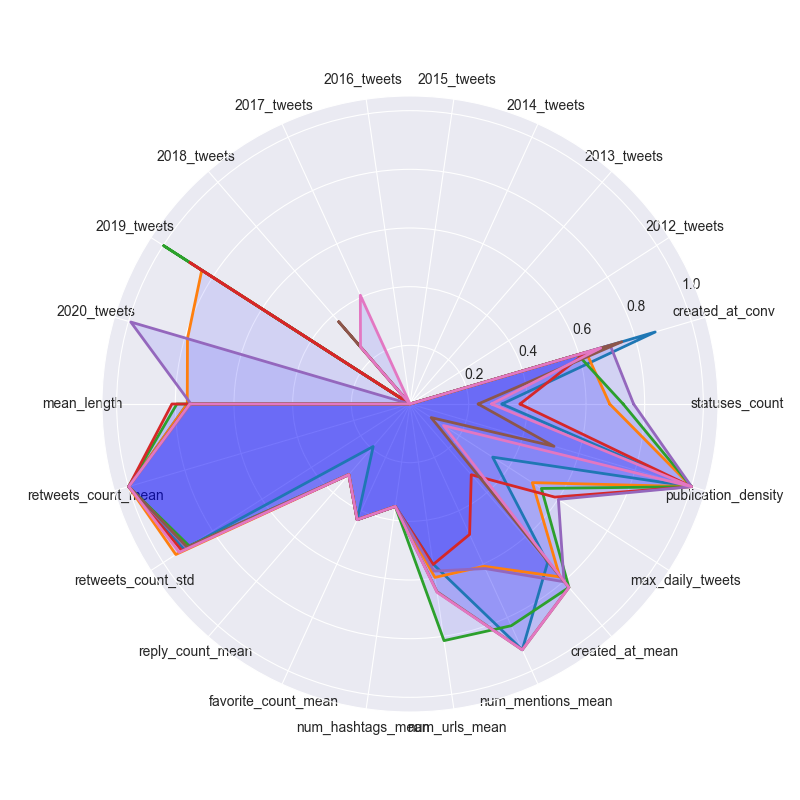 2016_tweets
2015_tweets
2017_tweets
2014_tweets
2018_tweets
2013_tweets
2019_tweets
2012_tweets
1.0
0.8
created_at_conv
2020_tweets
0.6
0.4
0.2
mean_length
statuses_count
retweets_count_mean
publication_density
retweets_count_std
max_daily_tweets
reply_count_mean
created_at_mean
favorite_count_mean
num_mentions_mean
num_hashtags_mean
num_urls_mean